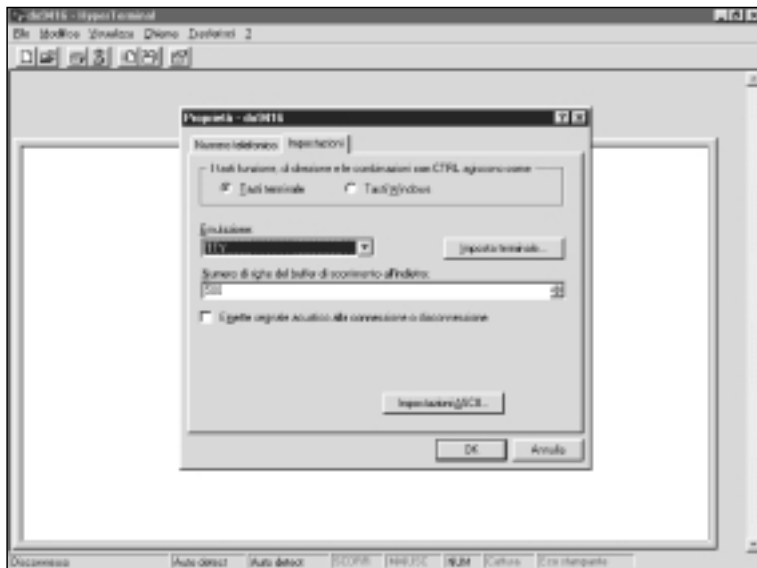 dx9416 - HyperTerminal
File Modifica Visualizza Chiama Trasferisci ?
Proprietà - dx9416
Numero telefonico Impostazioni
I tasti funzione, di direzione e le combinazioni con CTRL agiscono come
Tasti terminale Tasti Windows
Emulazione:
TTY
Imposta terminale...
Numero di righe del buffer di scorrimento all'indietro:
500
Emette segnale acustico alla connessione o disconnessione
Impostazioni ASCII...
OK Annulla
Disconnesso Auto detect Auto detect SCORR MAIUSC NUM Cattura Eco stampante